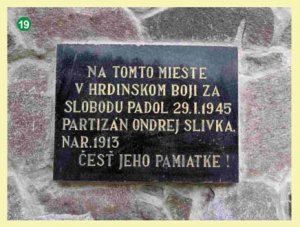 19
NA TOMTO MIESTE
V HRDINSKOM BOJI ZA
SLOBODU PADOL 29.1.1945
PARTIZÁN ONDREJ SLIVKA,
NAR. 1913
ČESŤ JEHO PAMIATKE !